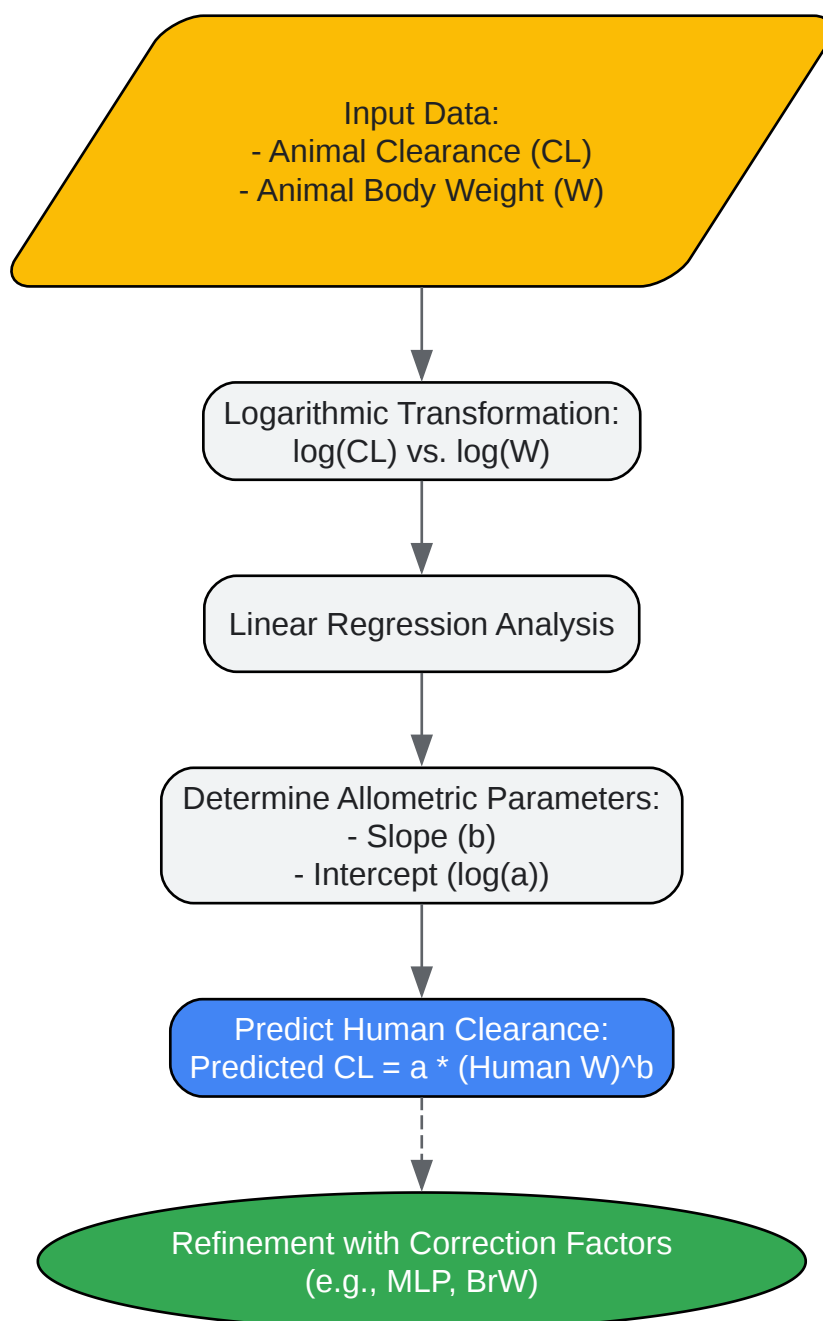 Input Data:
- Animal Clearance (CL)
- Animal Body Weight (W)
Logarithmic Transformation:
log(CL) vs. log(W)
Linear Regression Analysis
Determine Allometric Parameters:
- Slope (b)
- Intercept (log(a))
Predict Human Clearance:
Predicted CL = a * (Human W)^b
Refinement with Correction Factors
(e.g., MLP, BrW)